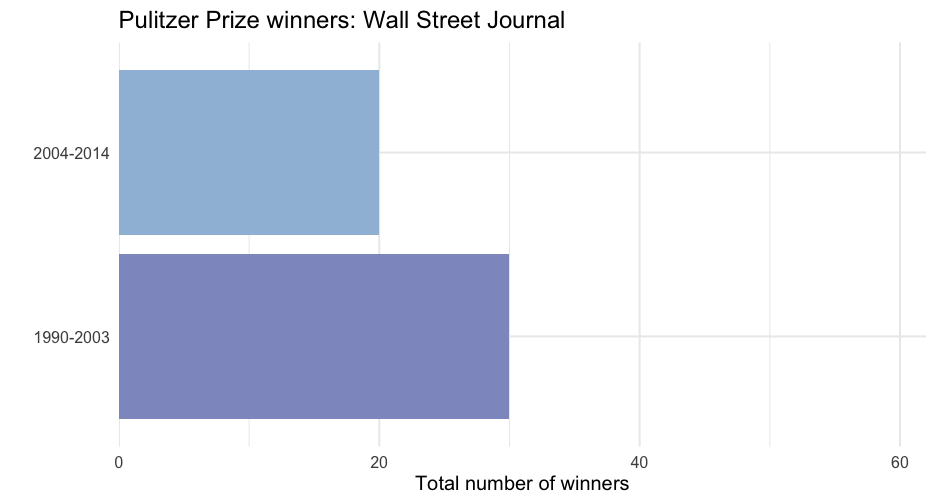 Pulitzer Prize winners: Wall Street Journal
2004-2014
1990-2003
0 20 40 60
Total number of winners